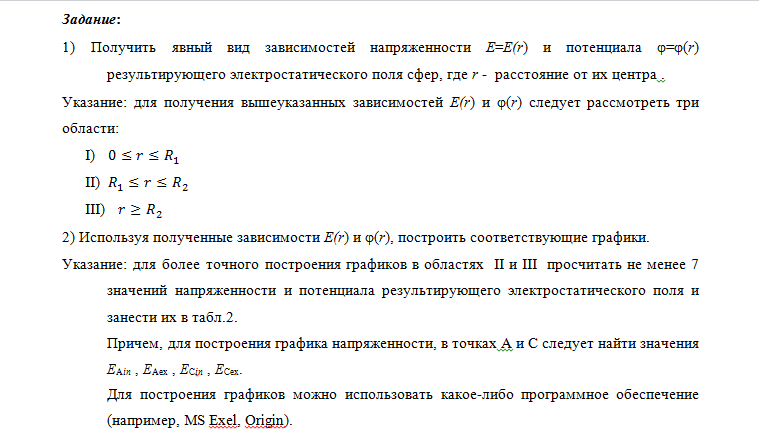 Задание:
1) Получить явный вид зависимостей напряженности E=E(r) и потенциала φ=φ(r)
результирующего электростатического поля сфер, где r - расстояние от их центра .
Указание: для получения вышеуказанных зависимостей E(r) и φ(r) следует рассмотреть три
области:
I) 0 ≤ r ≤ R₁
II) R₁ ≤ r ≤ R₂
III) r ≥ R₂
2) Используя полученные зависимости E(r) и φ(r), построить соответствующие графики.
Указание: для более точного построения графиков в областях II и III просчитать не менее 7
значений напряженности и потенциала результирующего электростатического поля и
занести их в табл.2.
Причем, для построения графика напряженности, в точках А и С следует найти значения
EAin , EAex , ECin , ECex.
Для построения графиков можно использовать какое-либо программное обеспечение
(например, MS Exel, Origin).